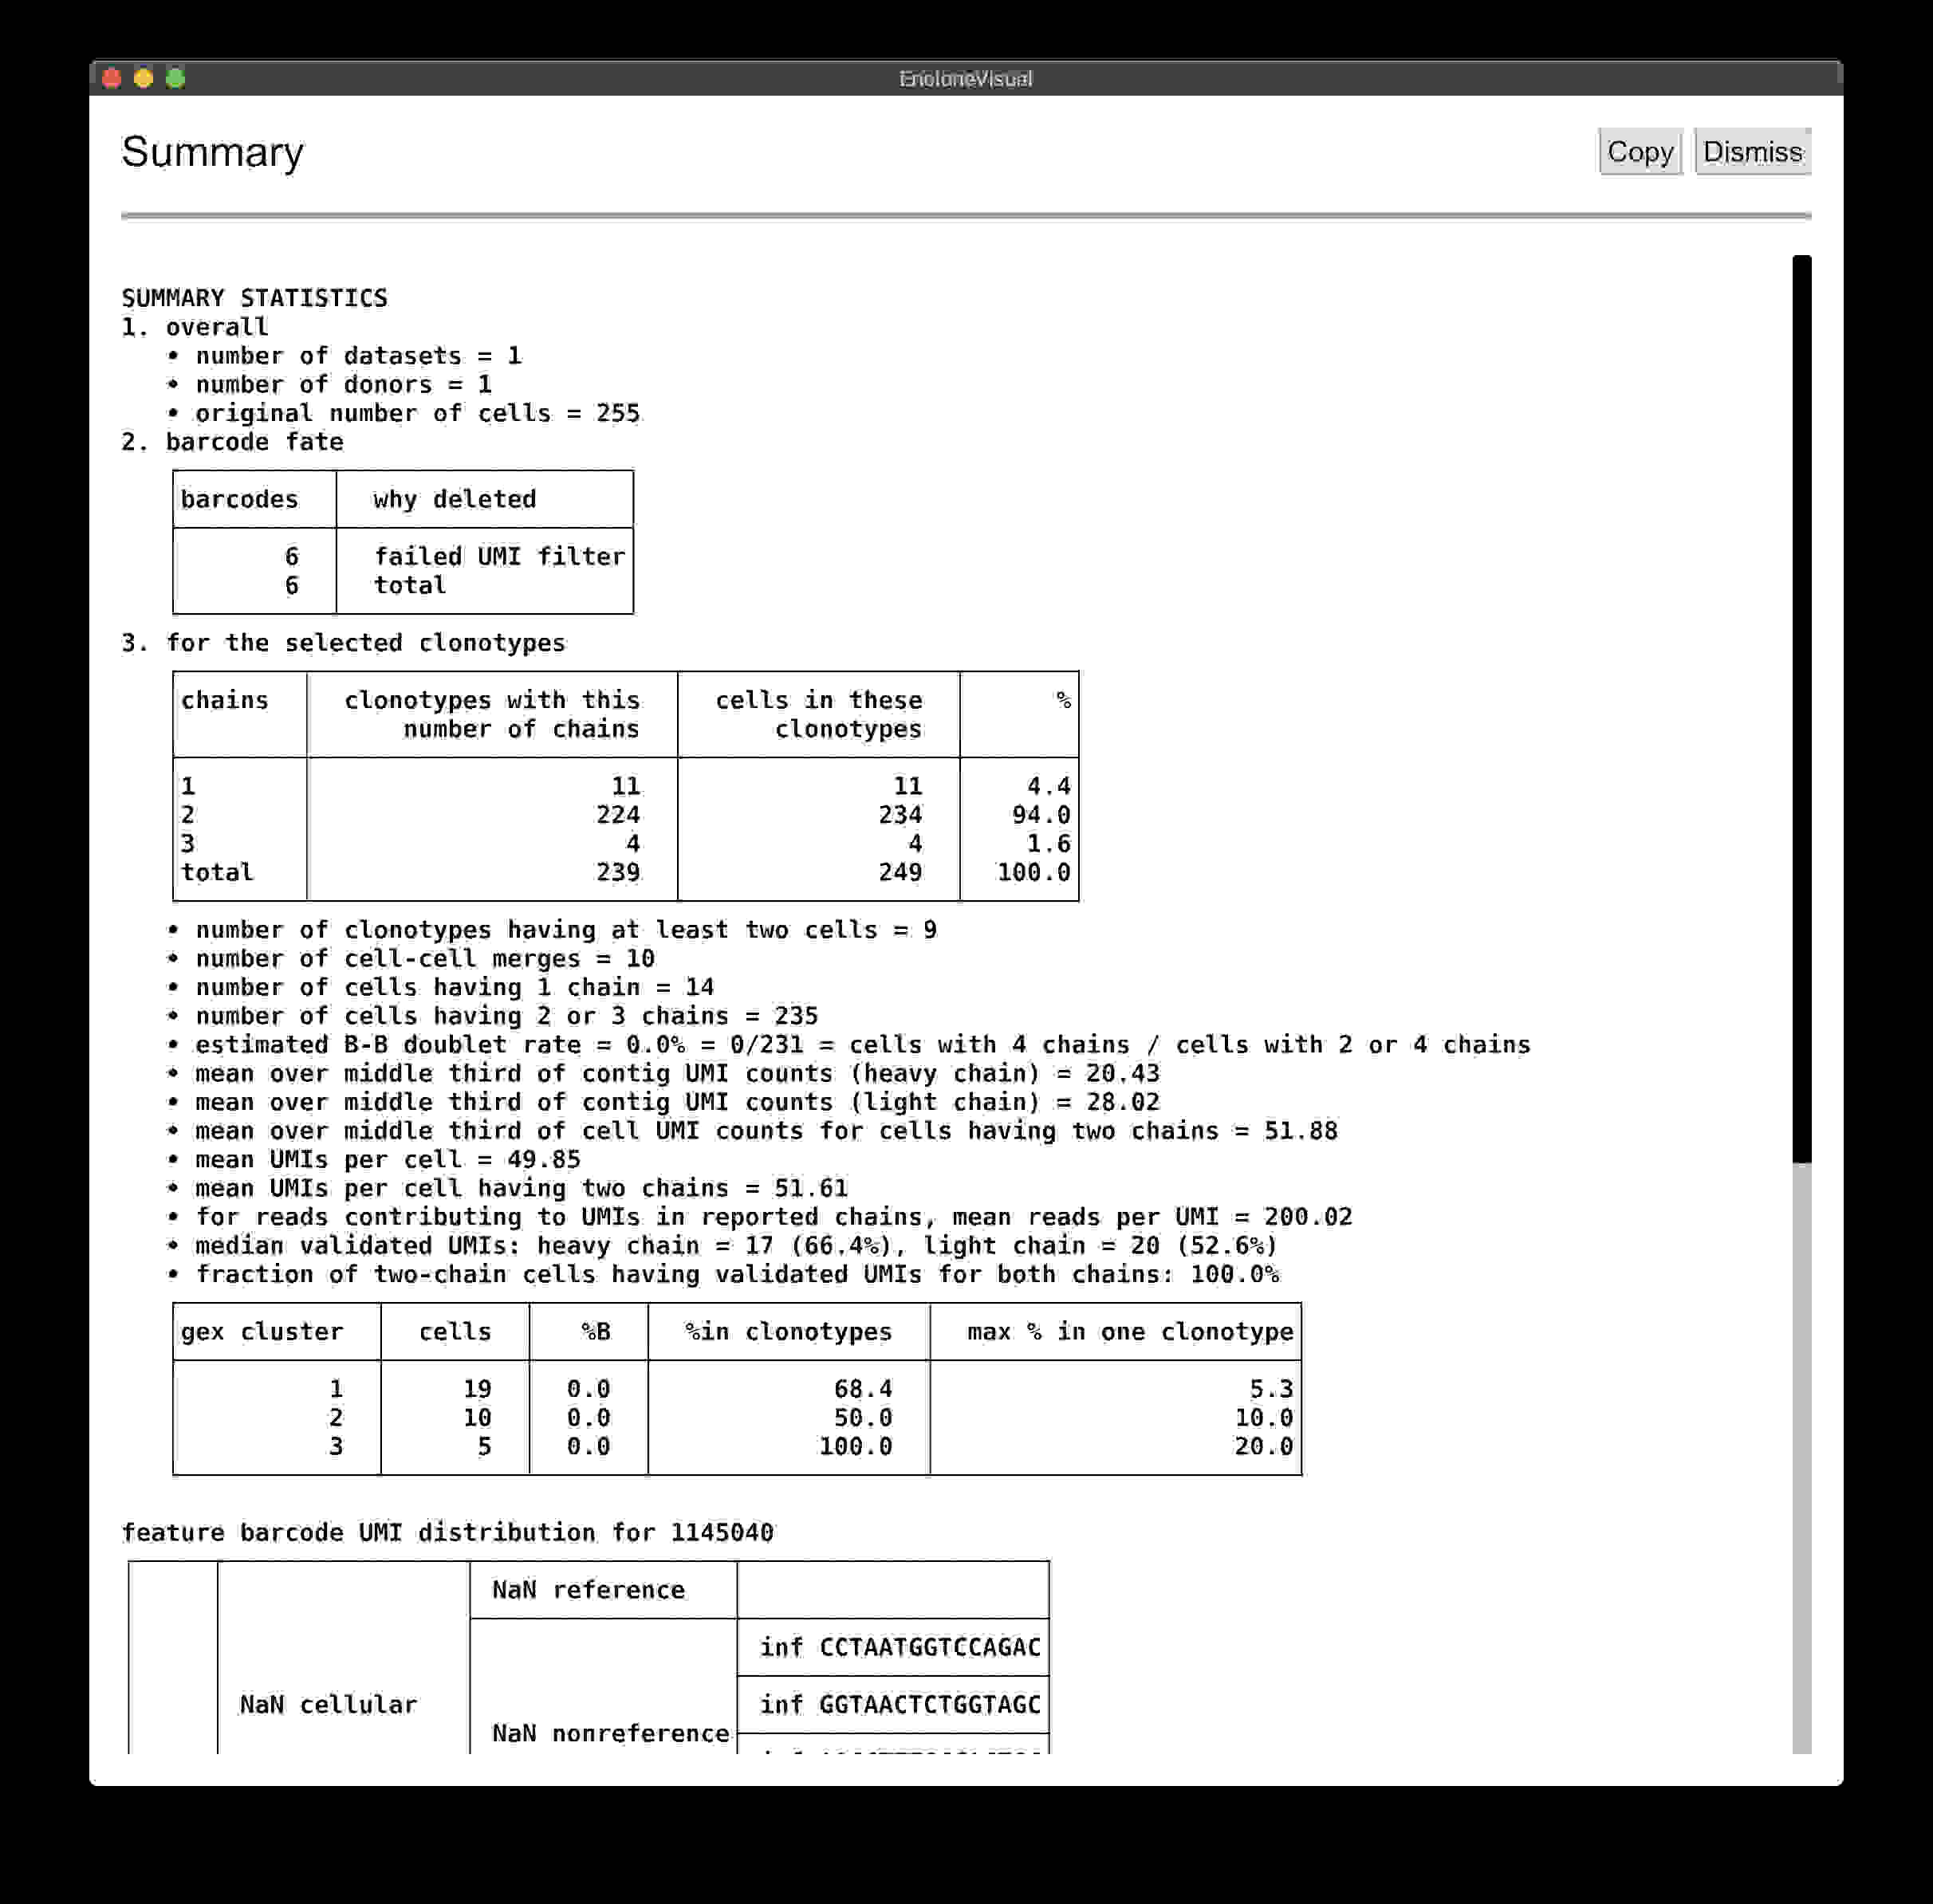 EncloneVisual
Summary
Copy
Dismiss
SUMMARY STATISTICS
1. overall
• number of datasets = 1
• number of donors = 1
• original number of cells = 255
2. barcode fate
barcodes why deleted
6 failed UMI filter
6 total
3. for the selected clonotypes
chains clonotypes with this cells in these %
number of chains clonotypes
1 11 11 4.4
2 224 234 94.0
3 4 4 1.6
total 239 249 100.0
• number of clonotypes having at least two cells = 9
• number of cell-cell merges = 10
• number of cells having 1 chain = 14
• number of cells having 2 or 3 chains = 235
• estimated B-B doublet rate = 0.0% = 0/231 = cells with 4 chains / cells with 2 or 4 chains
• mean over middle third of contig UMI counts (heavy chain) = 20.43
• mean over middle third of contig UMI counts (light chain) = 28.02
• mean over middle third of cell UMI counts for cells having two chains = 51.88
• mean UMIs per cell = 49.85
• mean UMIs per cell having two chains = 51.61
• for reads contributing to UMIs in reported chains, mean reads per UMI = 200.02
• median validated UMIs: heavy chain = 17 (66.4%), light chain = 20 (52.6%)
• fraction of two-chain cells having validated UMIs for both chains: 100.0%
gex cluster cells %B %in clonotypes max % in one clonotype
1 19 0.0 68.4 5.3
2 10 0.0 50.0 10.0
3 5 0.0 100.0 20.0
feature barcode UMI distribution for 1145040
NaN reference
inf CCTAATGGTCCAGAC
NaN cellular inf GGTAACTCTGGTAGC
NaN nonreference